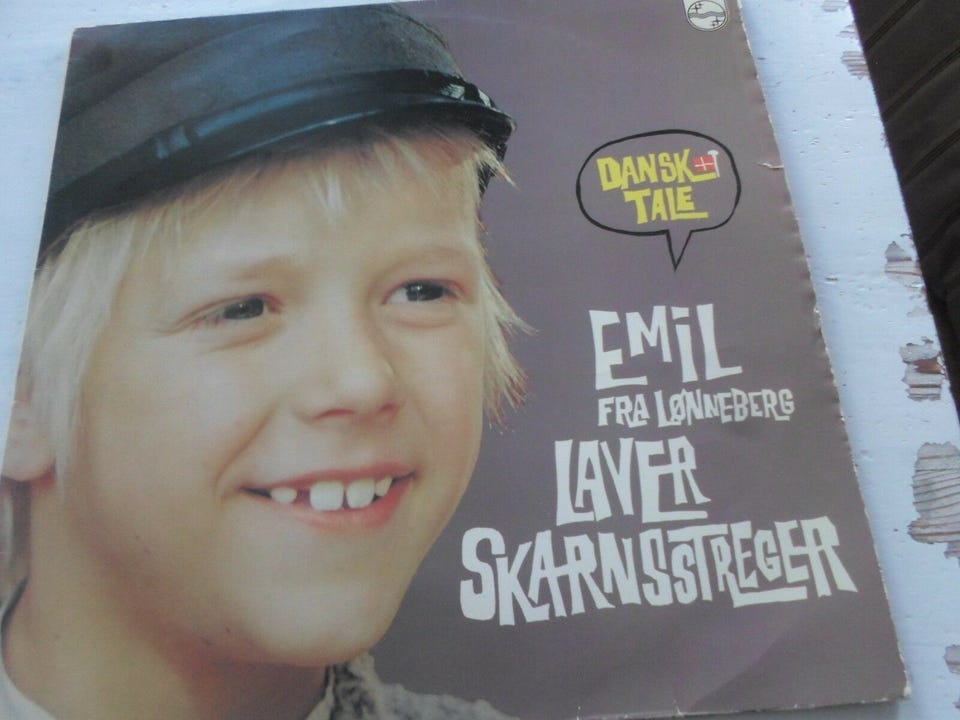 DANSK
TALE
EMiL
FRA LØNNEBERG
LAVER
SKARNSSTREGER